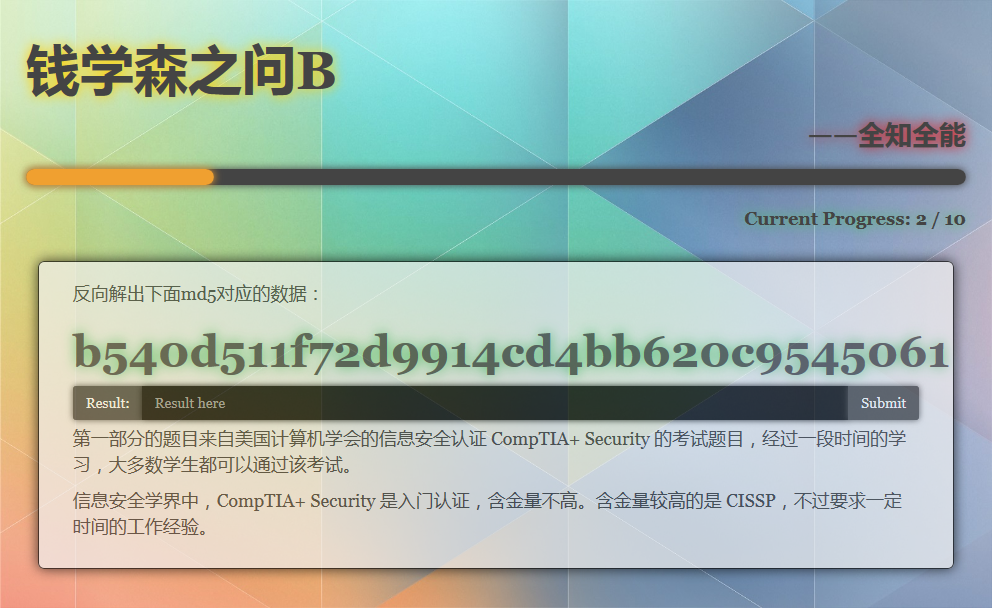 钱学森之问B
——全知全能
Current Progress: 2 / 10
反向解出下面md5对应的数据：
b540d511f72d9914cd4bb620c9545061
Result: Result here Submit
第一部分的题目来自美国计算机学会的信息安全认证 CompTIA+ Security 的考试题目，经过一段时间的学
习，大多数学生都可以通过该考试。
信息安全学界中，CompTIA+ Security 是入门认证，含金量不高。含金量较高的是 CISSP，不过要求一定
时间的工作经验。